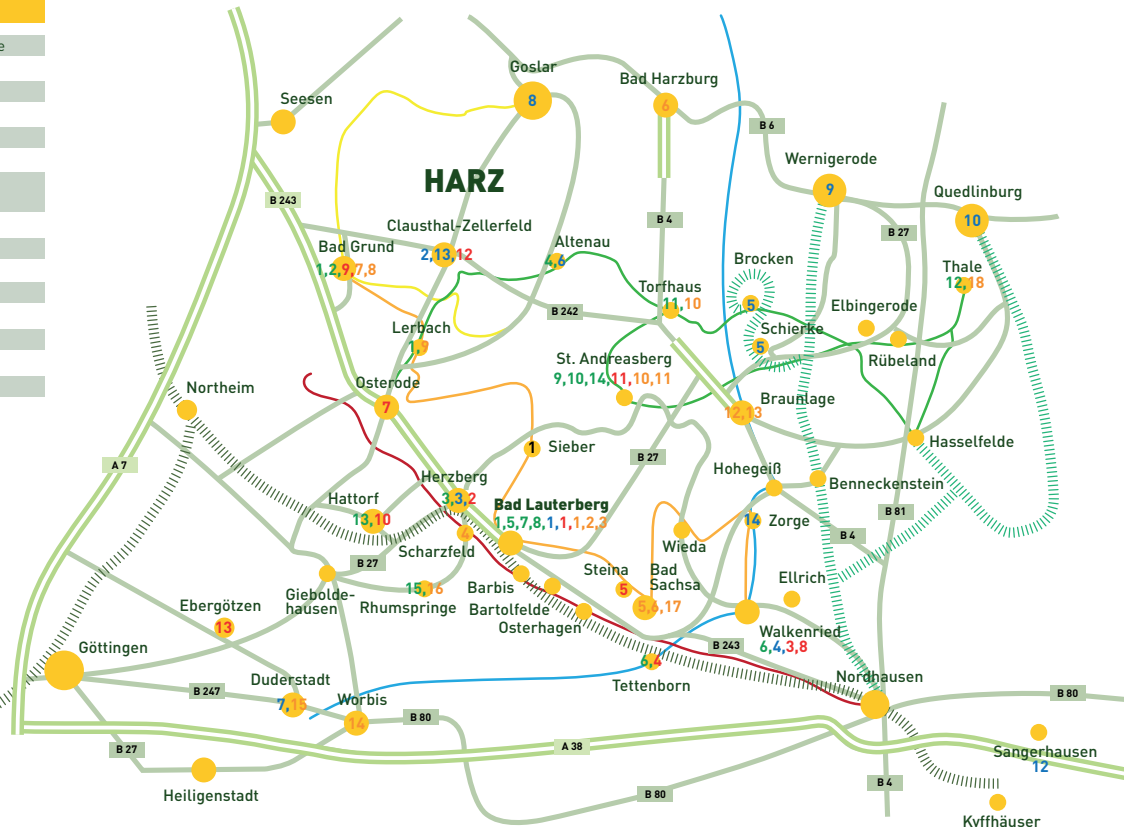 e
Goslar
8
Bad Harzburg
6
Seesen
B 6
HARZ
Wernigerode
9
Quedlinburg
10
B 243
B 4
B 27
Clausthal-Zellerfeld
2,13,12
Altenau
4,6
Bad Grund
1,2,9,7,8
Brocken
5
Thale
12,18
Torfhaus
11,10
Elbingerode
B 242
Lerbach
1,9
Schierke
5
Rübeland
St. Andreasberg
9,10,14,11,10,11
Northeim
Osterode
7
Braunlage
12,13
1 Sieber
Hasselfelde
A 7
B 27
Hohegeiß
Herzberg
3,3,2
Benneckenstein
Hattorf
13,10
Bad Lauterberg
1,5,7,8,1,1,1,2,3
B 81
14 Zorge
B 4
4
Scharzfeld
Wieda
B 27
Steina
5
Bad
Sachsa
5,6,17
Ellrich
Giebolde-
hausen
15,16
Rhumspringe
Barbis
Bartolfelde
Osterhagen
Ebergötzen
13
Walkenried
6,4,3,8
B 243
Göttingen
6,4
Tettenborn
Nordhausen
Duderstadt
7,15
B 247
Worbis
14
B 80
B 80
B 27
A 38
Sangerhausen
12
Heiligenstadt
B 80
B 4
Kyffhäuser